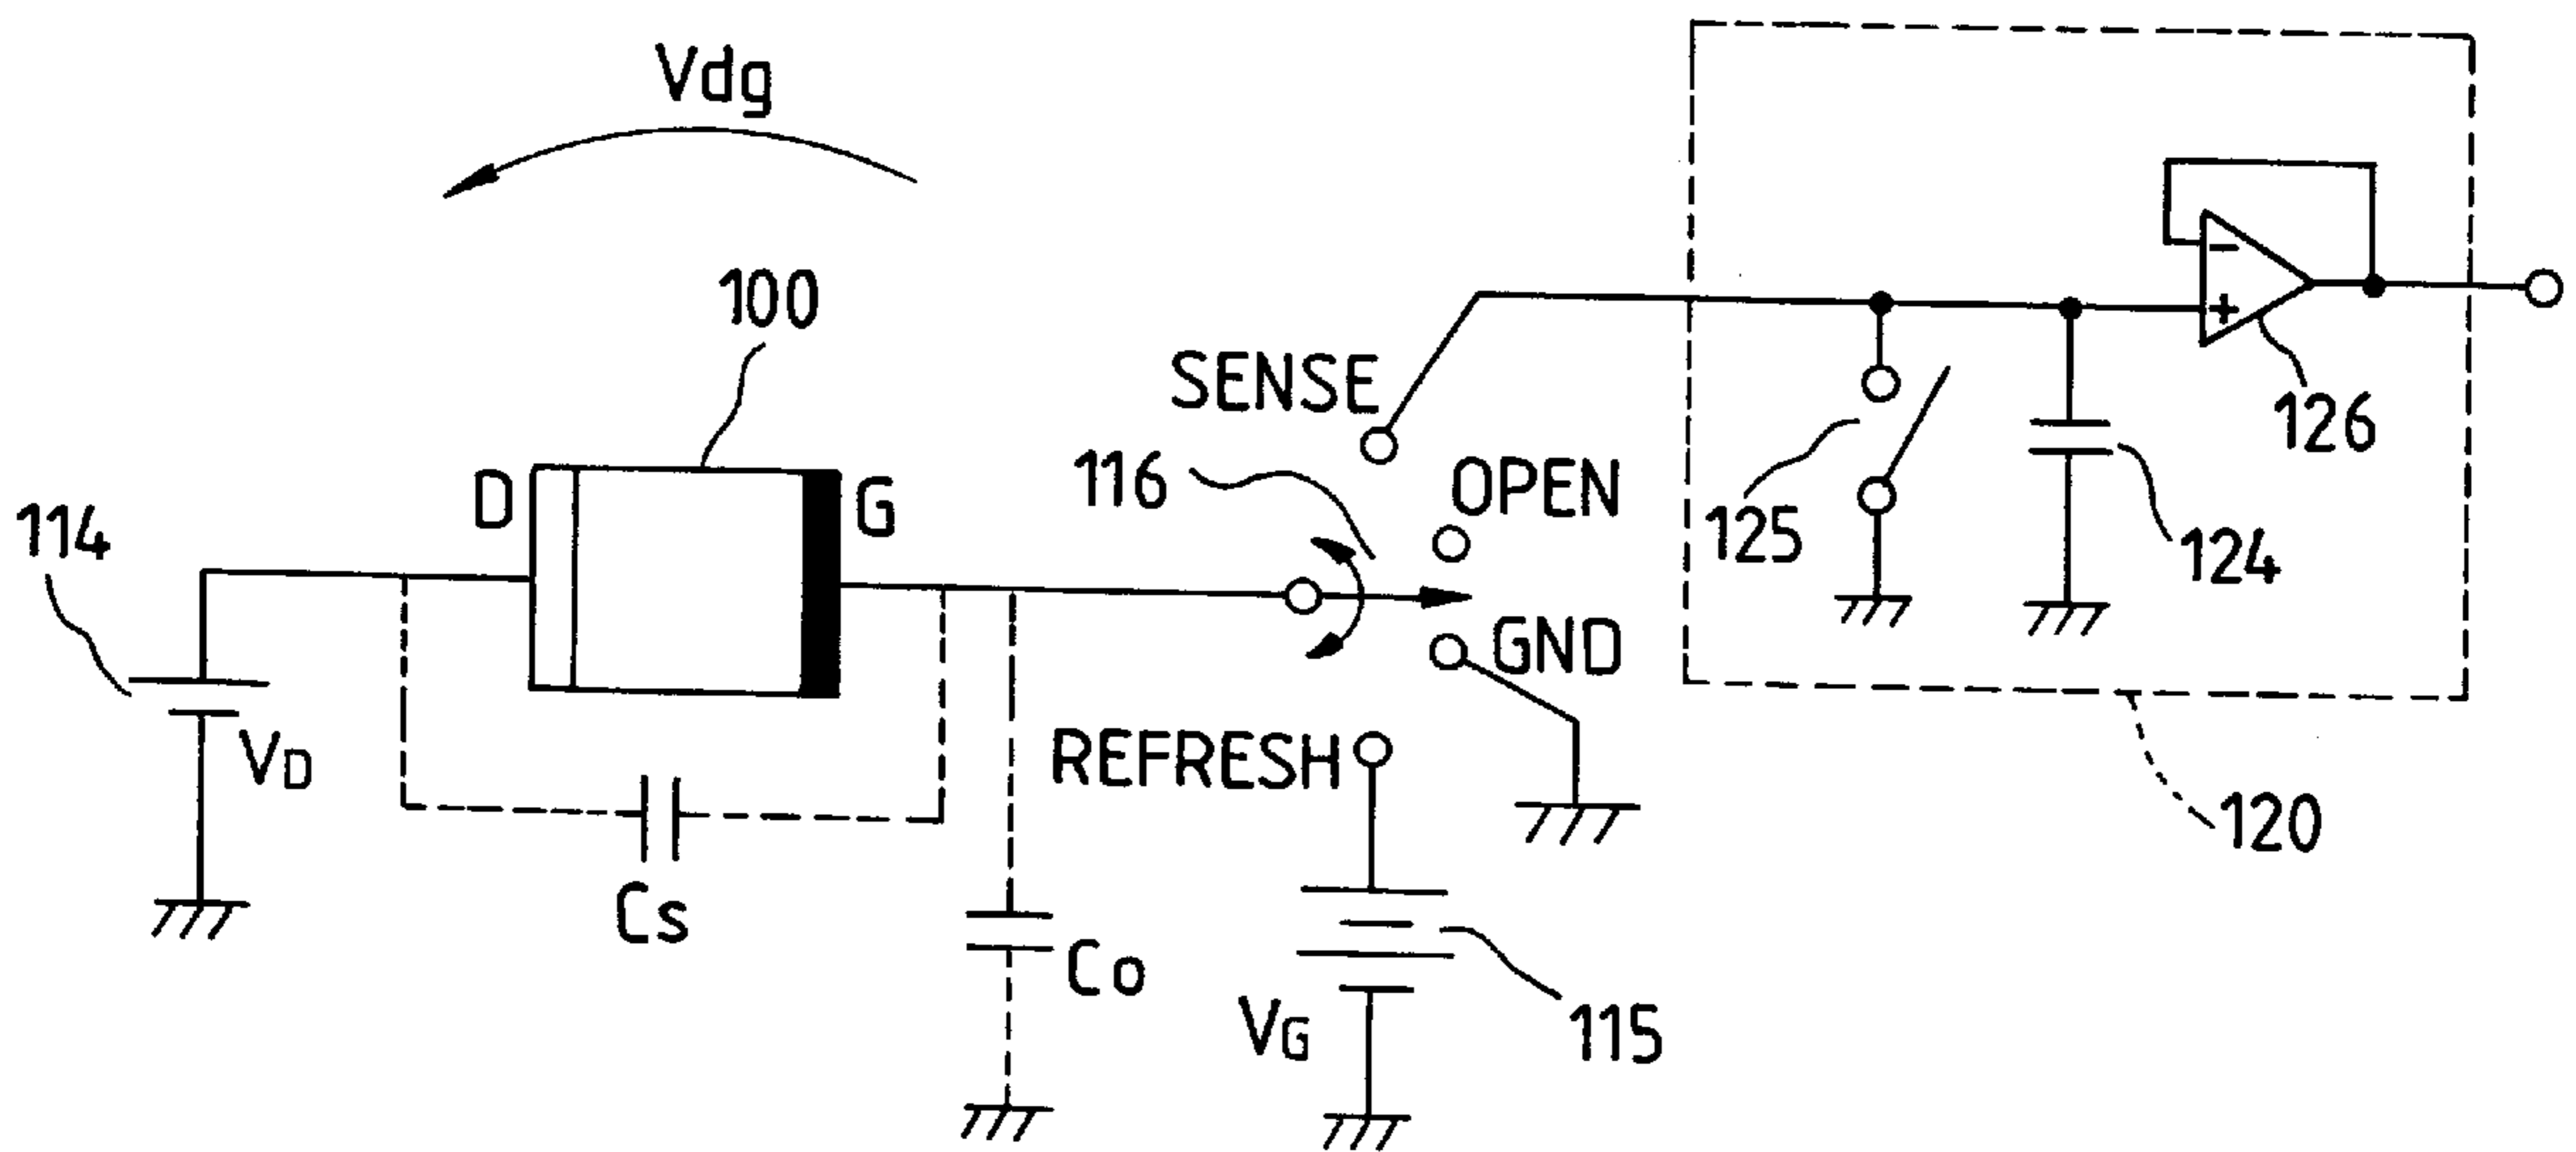 Vdg
100
SENSE
126
116
OPEN
D
G
125
114
124
GND
REFRESH
VD
120
Cs
Co
VG
115
−
+